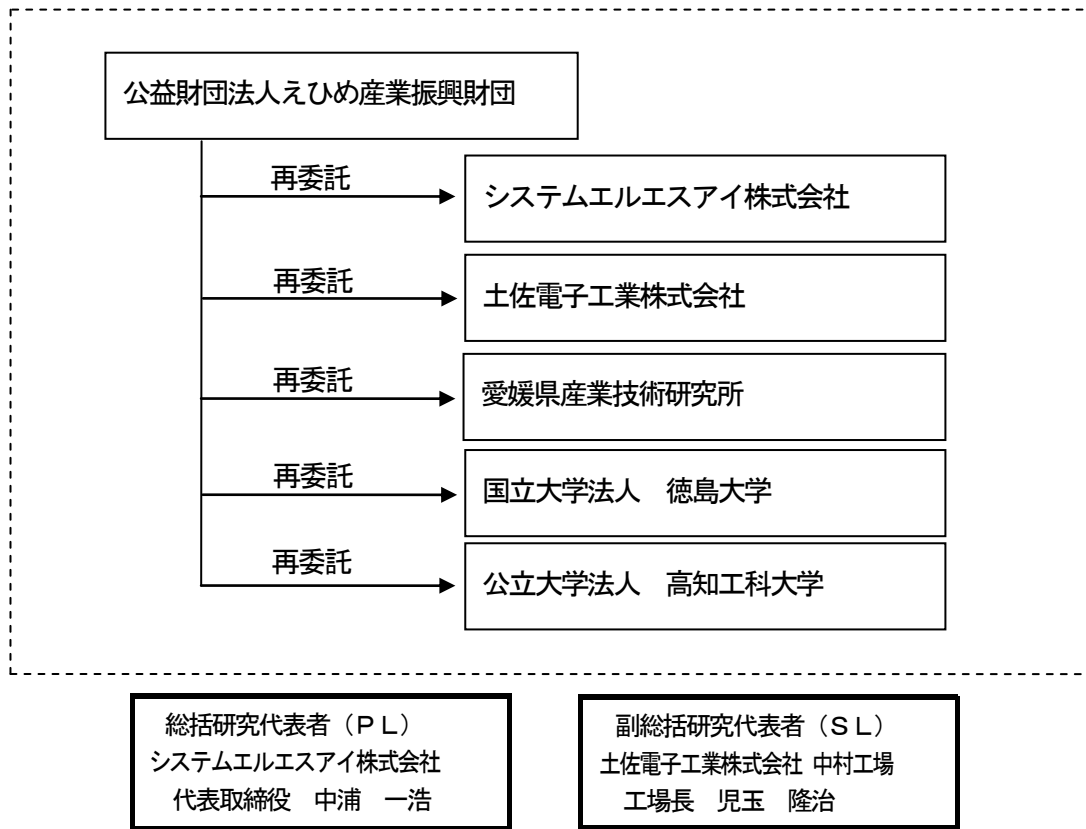 公益財団法人えひめ産業振興財団
再委託
システムエルエスアイ株式会社
再委託
土佐電子工業株式会社
再委託
愛媛県産業技術研究所
再委託
国立大学法人　徳島大学
再委託
公立大学法人　高知工科大学
総括研究代表者（ＰＬ）
システムエルエスアイ株式会社
代表取締役　中浦　一浩
副総括研究代表者（ＳＬ）
土佐電子工業株式会社 中村工場
工場長　児玉　隆治